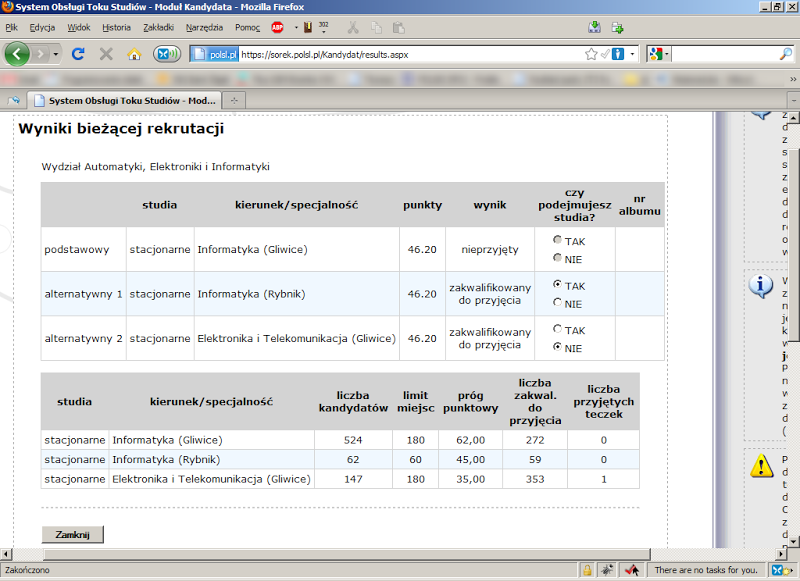 System Obsługi Toku Studiów - Moduł Kandydata - Mozilla Firefox
Plik Edycja Widok Historia Zakładki Narzędzia Pomoc ABP 302
polsl.pl https://sorek.polsl.pl/Kandydat/results.aspx
System Obsługi Toku Studiów - Mod...
Wyniki bieżącej rekrutacji
Wydział Automatyki, Elektroniki i Informatyki
studia kierunek/specjalność punkty wynik czy podejmujesz studia? nr albumu
podstawowy stacjonarne Informatyka (Gliwice) 46.20 nieprzyjęty TAK NIE
alternatywny 1 stacjonarne Informatyka (Rybnik) 46.20 zakwalifikowany do przyjęcia TAK NIE
alternatywny 2 stacjonarne Elektronika i Telekomunikacja (Gliwice) 46.20 zakwalifikowany do przyjęcia TAK NIE
studia kierunek/specjalność liczba kandydatów limit miejsc próg punktowy liczba zakwal. do przyjęcia liczba przyjętych teczek
stacjonarne Informatyka (Gliwice) 524 180 62,00 272 0
stacjonarne Informatyka (Rybnik) 62 60 45,00 59 0
stacjonarne Elektronika i Telekomunikacja (Gliwice) 147 180 35,00 353 1
Zamknij
Zakończono There are no tasks for you.